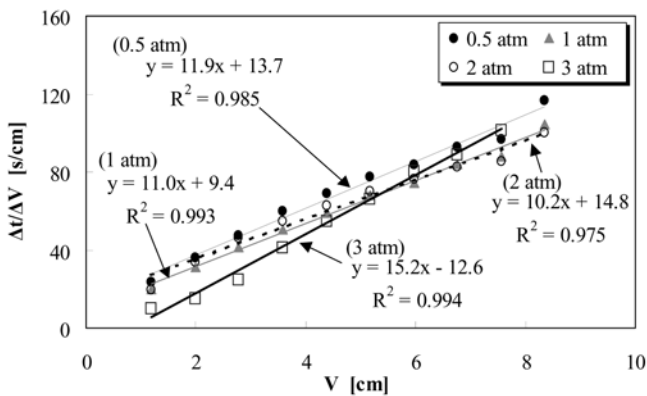 160
120
80
40
0
Δt/ΔV [s/cm]
(0.5 atm)
y = 11.9x + 13.7
R² = 0.985
0.5 atm
1 atm
2 atm
3 atm
(1 atm)
y = 11.0x + 9.4
R² = 0.993
(2 atm)
y = 10.2x + 14.8
R² = 0.975
(3 atm)
y = 15.2x - 12.6
R² = 0.994
0 2 4 6 8 10
V [cm]